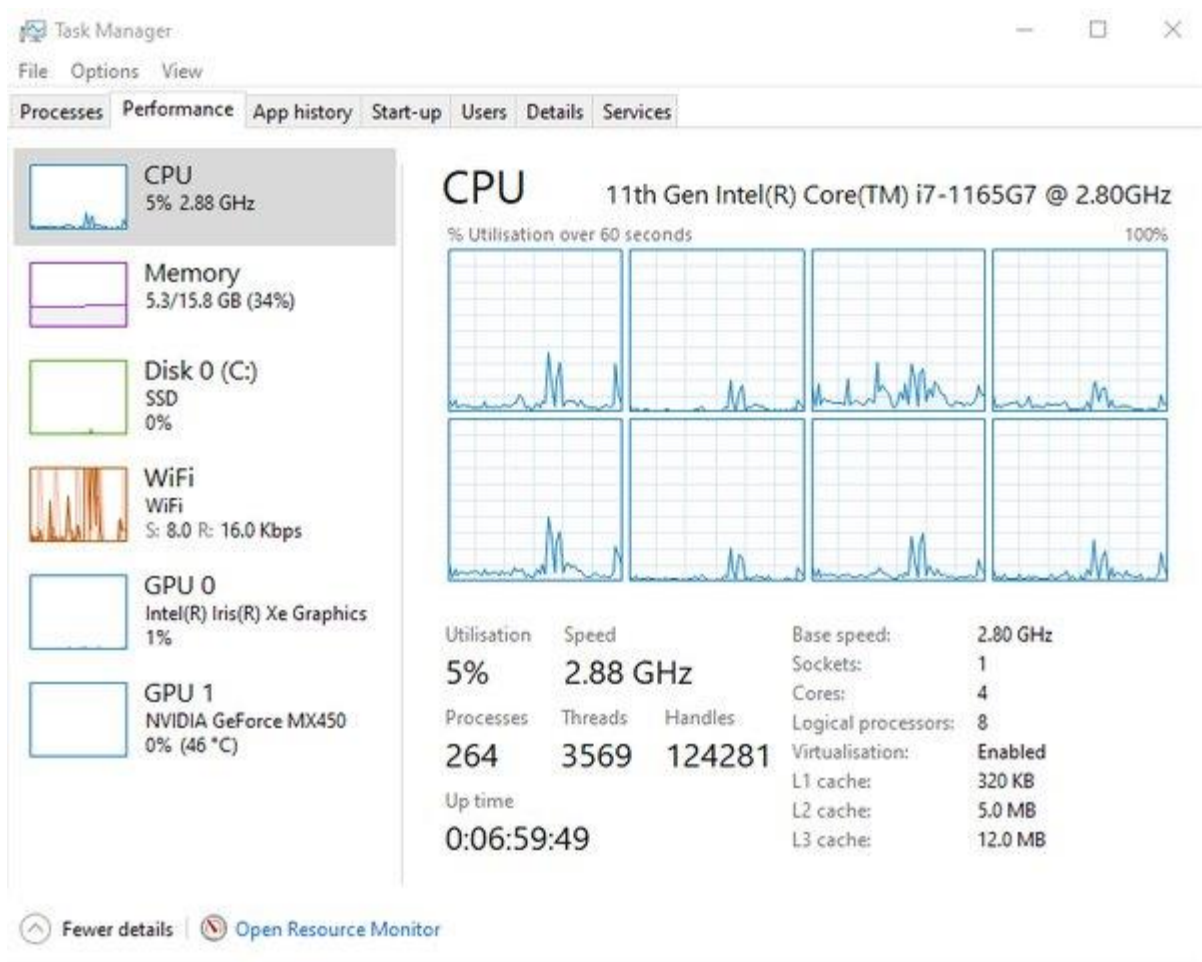 Task Manager
File Options View
Processes Performance App history Start-up Users Details Services
CPU
5% 2.88 GHz
Memory
5.3/15.8 GB (34%)
Disk 0 (C:)
SSD
0%
WiFi
WiFi
S: 8.0 R: 16.0 Kbps
GPU 0
Intel(R) Iris(R) Xe Graphics
1%
GPU 1
NVIDIA GeForce MX450
0% (46 °C)
CPU 11th Gen Intel(R) Core(TM) i7-1165G7 @ 2.80GHz
% Utilisation over 60 seconds 100%
Utilisation Speed
5% 2.88 GHz
Processes Threads Handles
264 3569 124281
Up time
0:06:59:49
Base speed: 2.80 GHz
Sockets: 1
Cores: 4
Logical processors: 8
Virtualisation: Enabled
L1 cache: 320 KB
L2 cache: 5.0 MB
L3 cache: 12.0 MB
Fewer details Open Resource Monitor